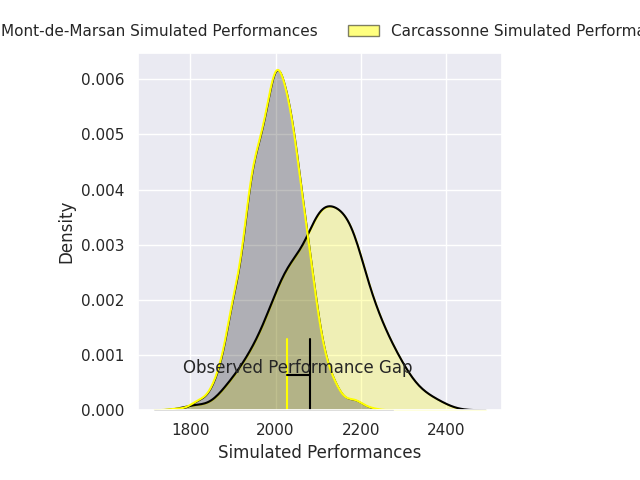 Mont-de-Marsan Simulated Performances
Carcassonne Simulated
Density
0.006
0.005
0.004
0.003
0.002
0.001
0.000
Observed Performance Gap
1800 2000 2200 2400
Simulated Performances